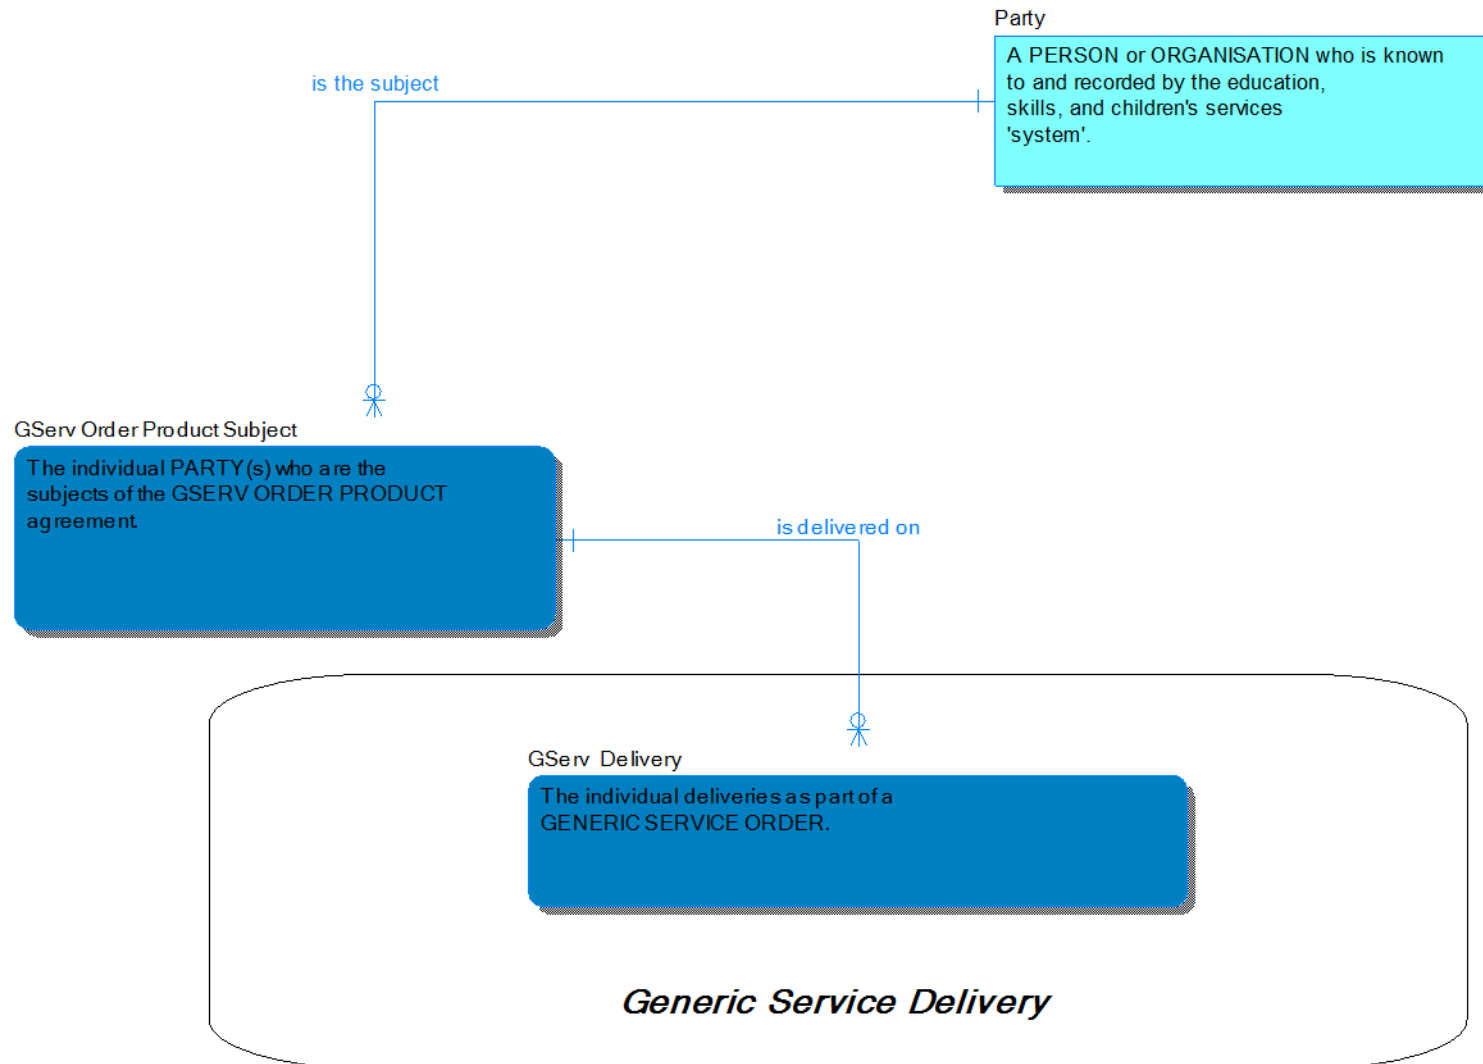 Party
A PERSON or ORGANISATION who is known
to and recorded by the education,
skills, and children's services
'system'.
is the subject
GServ Order Product Subject
The individual PARTY(s) who are the
subjects of the GSERV ORDER PRODUCT
agreement.
is delivered on
GServ Delivery
The individual deliveries as part of a
GENERIC SERVICE ORDER.
Generic Service Delivery